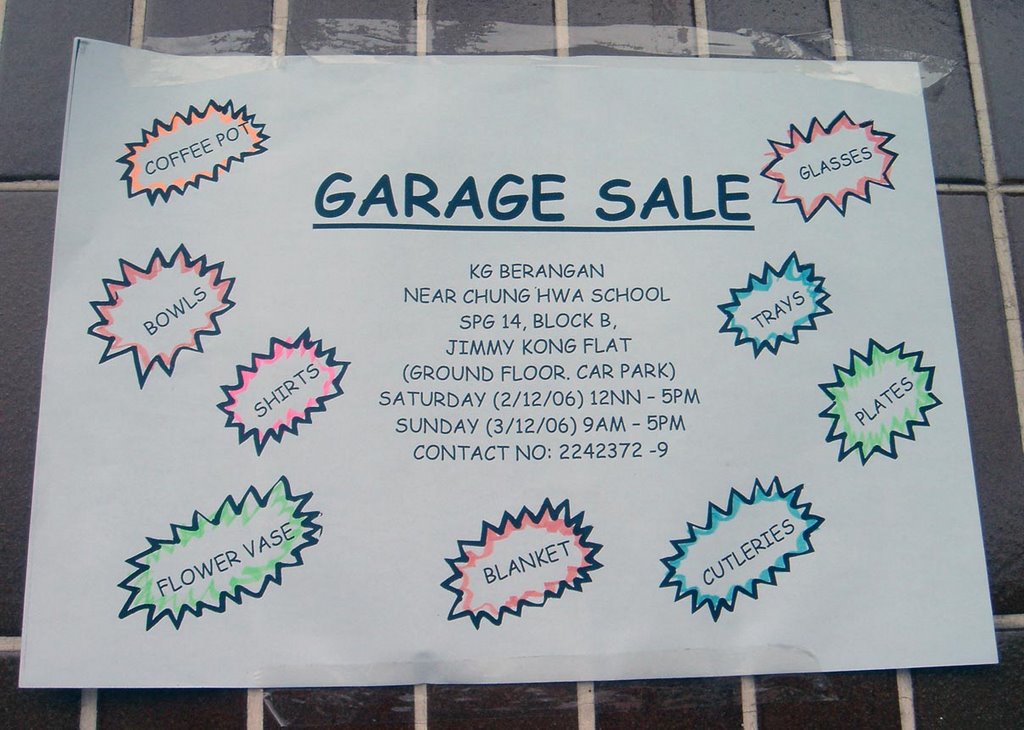 COFFEE POT
GLASSES
GARAGE SALE
BOWLS
SHIRTS
KG BERANGAN
NEAR CHUNG HWA SCHOOL
SPG 14, BLOCK B,
JIMMY KONG FLAT
(GROUND FLOOR. CAR PARK)
SATURDAY (2/12/06) 12NN - 5PM
SUNDAY (3/12/06) 9AM - 5PM
CONTACT NO: 2242372 -9
TRAYS
PLATES
FLOWER VASE
BLANKET
CUTLERIES